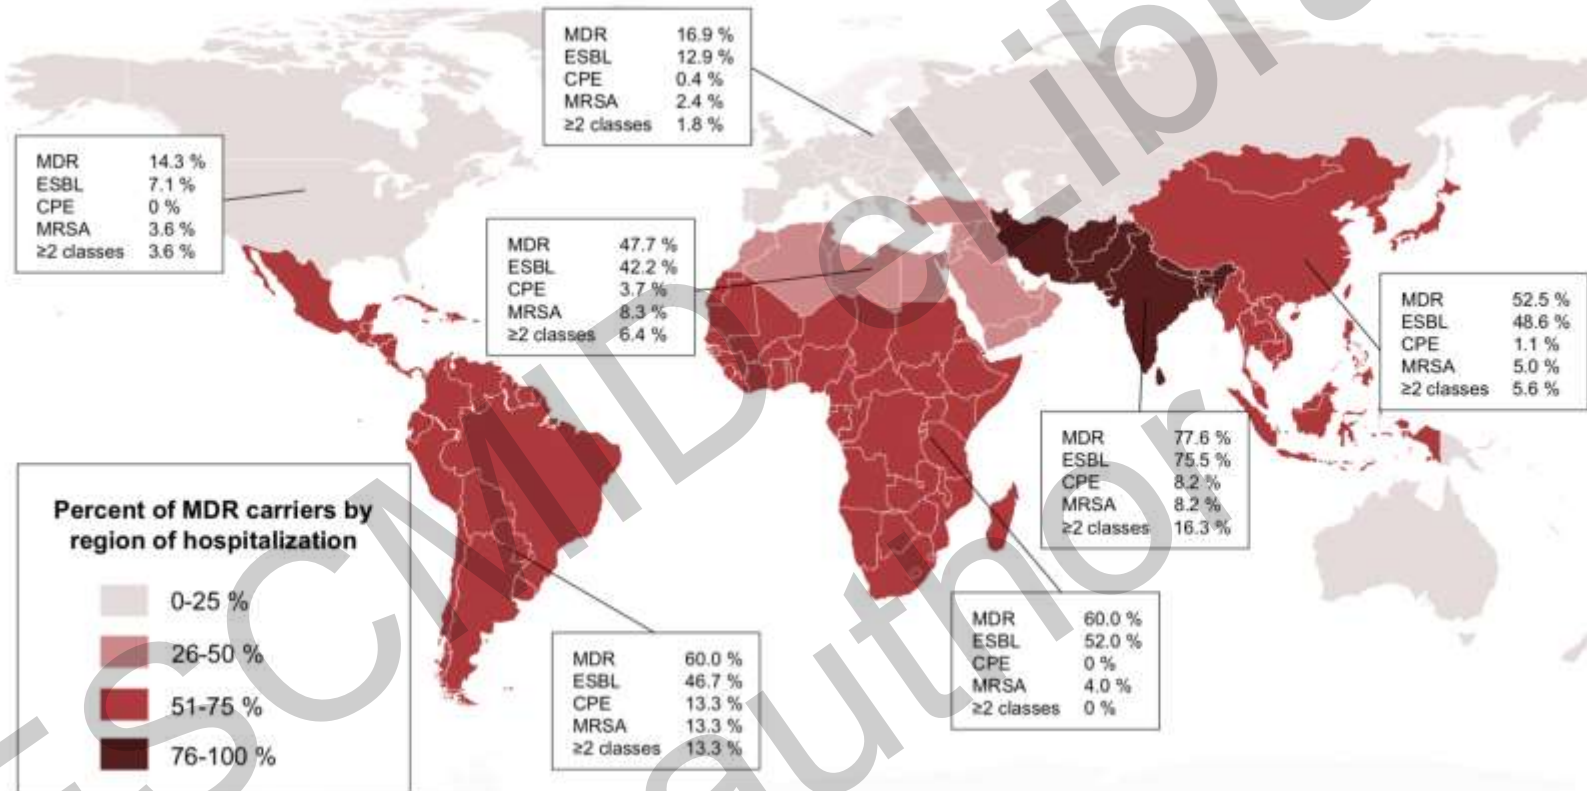 MDR 16.9 %
ESBL 12.9 %
CPE 0.4 %
MRSA 2.4 %
≥2 classes 1.8 %
MDR 14.3 %
ESBL 7.1 %
CPE 0 %
MRSA 3.6 %
≥2 classes 3.6 %
MDR 47.7 %
ESBL 42.2 %
CPE 3.7 %
MRSA 8.3 %
≥2 classes 6.4 %
MDR 52.5 %
ESBL 48.6 %
CPE 1.1 %
MRSA 5.0 %
≥2 classes 5.6 %
MDR 77.6 %
ESBL 75.5 %
CPE 8.2 %
MRSA 8.2 %
≥2 classes 16.3 %
MDR 60.0 %
ESBL 52.0 %
CPE 0 %
MRSA 4.0 %
≥2 classes 0 %
MDR 60.0 %
ESBL 46.7 %
CPE 13.3 %
MRSA 13.3 %
≥2 classes 13.3 %
Percent of MDR carriers by
region of hospitalization
0-25 %
26-50 %
51-75 %
76-100 %
ESCMID eLibra
author